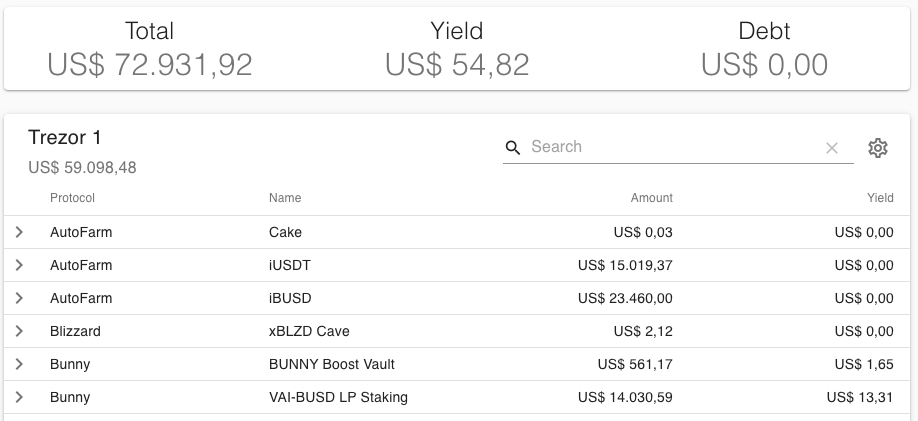 Total Yield Debt
US$ 72.931,92 US$ 54,82 US$ 0,00
Trezor 1
Search
US$ 59.098,48
Protocol Name Amount Yield
AutoFarm Cake US$ 0,03 US$ 0,00
AutoFarm iUSDT US$ 15.019,37 US$ 0,00
AutoFarm iBUSD US$ 23.460,00 US$ 0,00
Blizzard xBLZD Cave US$ 2,12 US$ 0,00
Bunny BUNNY Boost Vault US$ 561,17 US$ 1,65
Bunny VAI-BUSD LP Staking US$ 14.030,59 US$ 13,31